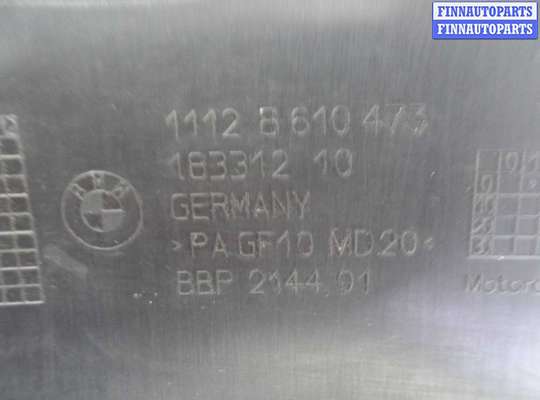 FINNAUTOPARTS
FINNAUTOPARTS
1112 8 610 473
183312 10
GERMANY
>PA GF10 MD20<
BBP 2144.01